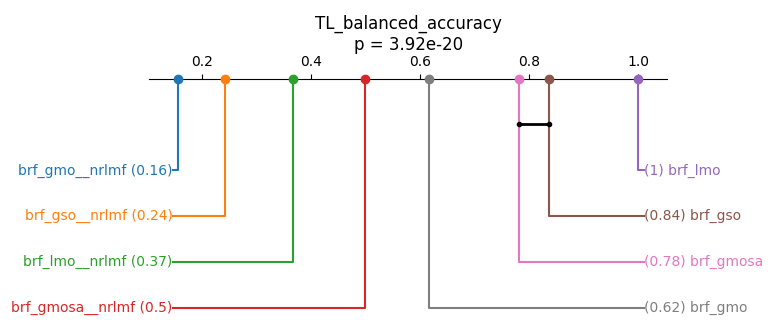 TL_balanced_accuracy
p = 3.92e-20
0.2 0.4 0.6 0.8 1.0
brf_gmo__nrlmf (0.16) (1) brf_lmo
brf_gso__nrlmf (0.24) (0.84) brf_gso
brf_lmo__nrlmf (0.37) (0.78) brf_gmosa
brf_gmosa__nrlmf (0.5) (0.62) brf_gmo